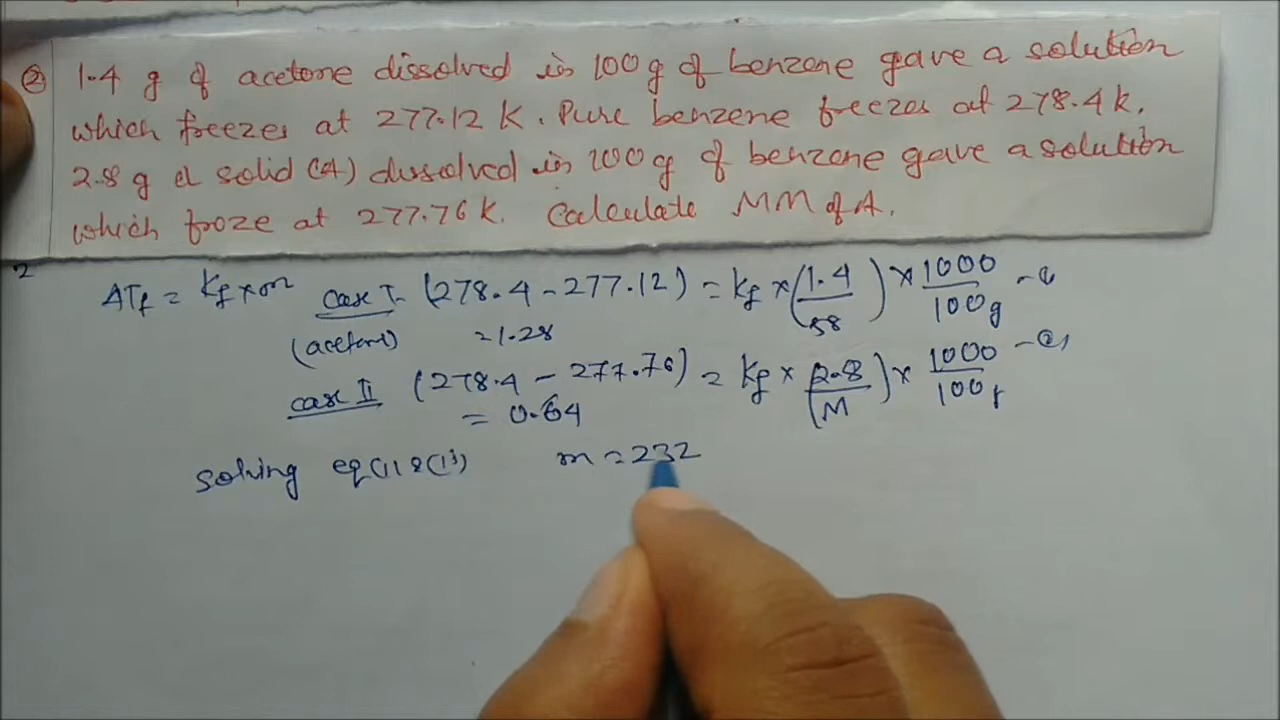 ② 1.4 g of acetone dissolved in 100 g of benzene gave a solution
which freezes at 277.12 K. Pure benzene freezes at 278.4 K.
2.8 g of solid (A) dissolved in 100 g of benzene gave a solution
which froze at 277.76 K. Calculate MM of A.
2
ΔTf = Kf × m Case I (278.4 – 277.12) = Kf × (1.4/58) × 1000/100g
(acetone) = 1.28
case II (278.4 – 277.76) = Kf × (2.8/M) × 1000/100g
= 0.64
solving eq (i) & (ii) m = 232